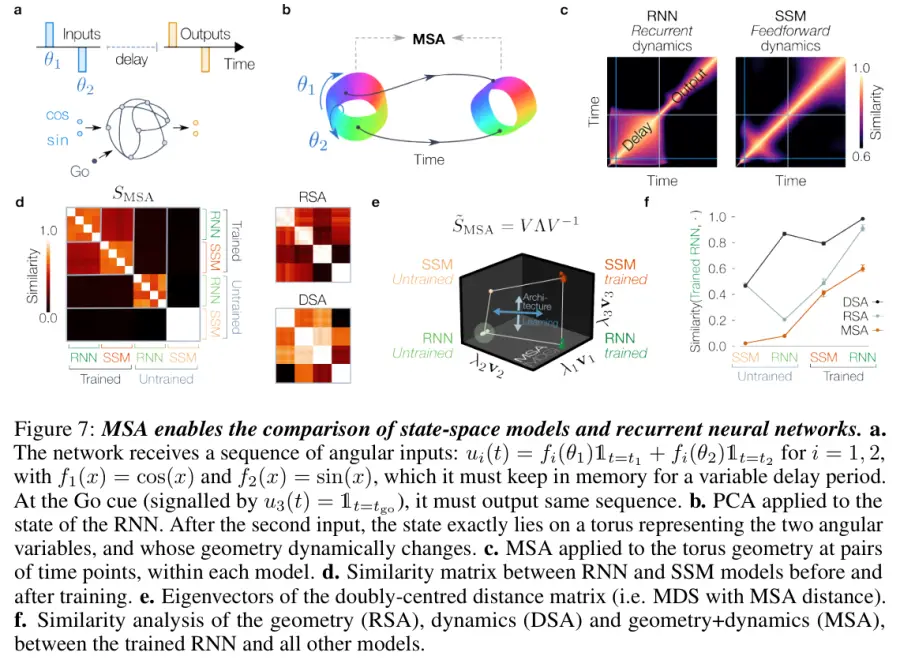 a
Inputs
Outputs
θ1
delay
Time
θ2
cos
sin
Go
b
MSA
θ1
θ2
Time
c
RNN
Recurrent
dynamics
SSM
Feedforward
dynamics
Time
Delay
Output
Time
Time
1.0
Similarity
0.6
d
S_MSA
1.0
Similarity
0.0
RNN
SSM
RNN
SSM
Trained
Untrained
RNN SSM RNN SSM
Trained Untrained
RSA
DSA
e
S̃_MSA = VΛV⁻¹
SSM
Untrained
SSM
trained
Archi-
tecture
Learning
RNN
Untrained
RNN
trained
MSA
λ2v2
λ1v1
λ3v3
f
Similarity(Trained RNN, ·)
1.0
0.8
0.6
0.4
0.2
0.0
DSA
RSA
MSA
SSM RNN SSM RNN
Untrained Trained
Figure 7: MSA enables the comparison of state-space models and recurrent neural networks. a.
The network receives a sequence of angular inputs: u_i(t) = f_i(θ1)𝟙_{t=t1} + f_i(θ2)𝟙_{t=t2} for i = 1, 2,
with f1(x) = cos(x) and f2(x) = sin(x), which it must keep in memory for a variable delay period.
At the Go cue (signalled by u3(t) = 𝟙_{t=t_go}), it must output same sequence. b. PCA applied to the
state of the RNN. After the second input, the state exactly lies on a torus representing the two angular
variables, and whose geometry dynamically changes. c. MSA applied to the torus geometry at pairs
of time points, within each model. d. Similarity matrix between RNN and SSM models before and
after training. e. Eigenvectors of the doubly-centred distance matrix (i.e. MDS with MSA distance).
f. Similarity analysis of the geometry (RSA), dynamics (DSA) and geometry+dynamics (MSA),
between the trained RNN and all other models.